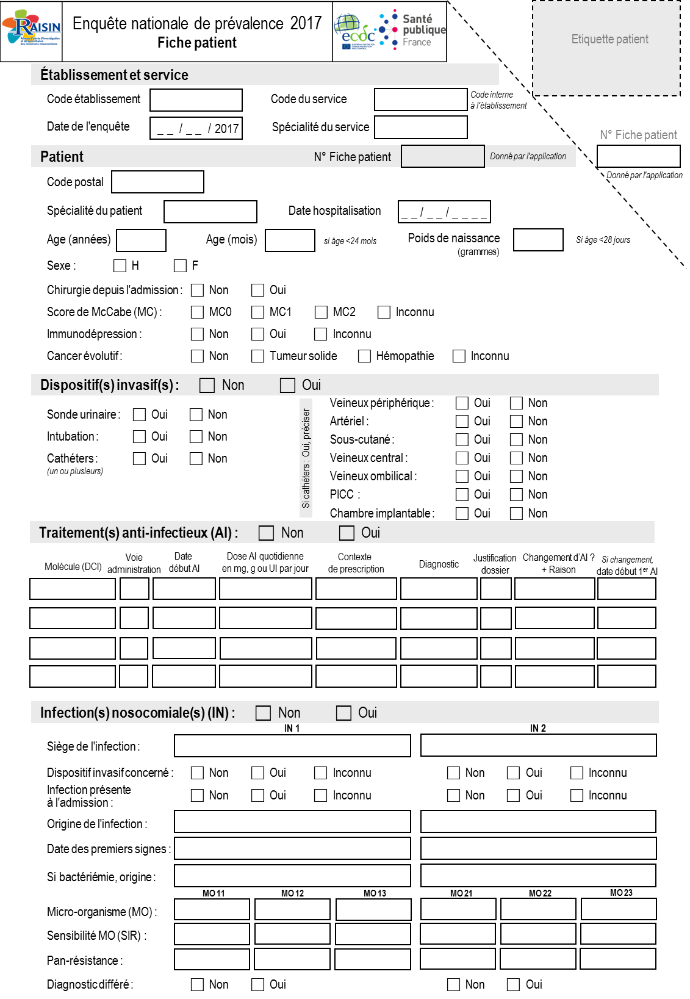 RAISIN
Réseau d'alerte d'investigation
et de surveillance
des infections nosocomiales
Enquête nationale de prévalence 2017
Fiche patient
ecdc
EUROPEAN CENTRE FOR
DISEASE PREVENTION
AND CONTROL
Santé
publique
France
Etiquette patient
Établissement et service
Code établissement
Code du service
Code interne
à l'établissement
Date de l'enquête
_ _ / _ _ / 2017
Spécialité du service
N° Fiche patient
Donné par l'application
Patient
N° Fiche patient
Donné par l'application
Code postal
Spécialité du patient
Date hospitalisation
_ _ / _ _ / _ _ _ _
Age (années)
Age (mois)
si âge <24 mois
Poids de naissance
(grammes)
Si âge <28 jours
Sexe : H F
Chirurgie depuis l'admission : Non Oui
Score de McCabe (MC) : MC0 MC1 MC2 Inconnu
Immunodépression : Non Oui Inconnu
Cancer évolutif : Non Tumeur solide Hémopathie Inconnu
Dispositif(s) invasif(s) : Non Oui
Sonde urinaire : Oui Non
Intubation : Oui Non
Cathéters : Oui Non
(un ou plusieurs)
Si cathéters : Oui, préciser
Veineux périphérique : Oui Non
Artériel : Oui Non
Sous-cutané : Oui Non
Veineux central : Oui Non
Veineux ombilical : Oui Non
PICC : Oui Non
Chambre implantable : Oui Non
Traitement(s) anti-infectieux (AI) : Non Oui
Molécule (DCI)
Voie
administration
Date
début AI
Dose AI quotidienne
en mg, g ou UI par jour
Contexte
de prescription
Diagnostic
Justification
dossier
Changement d'AI ?
+ Raison
Si changement,
date début 1er AI
Infection(s) nosocomiale(s) (IN) : Non Oui
IN 1 IN 2
Siège de l'infection :
Dispositif invasif concerné : Non Oui Inconnu Non Oui Inconnu
Infection présente
à l'admission : Non Oui Inconnu Non Oui Inconnu
Origine de l'infection :
Date des premiers signes :
Si bactériémie, origine :
MO 11 MO 12 MO 13 MO 21 MO 22 MO 23
Micro-organisme (MO) :
Sensibilité MO (SIR) :
Pan-résistance :
Diagnostic différé : Non Oui Non Oui